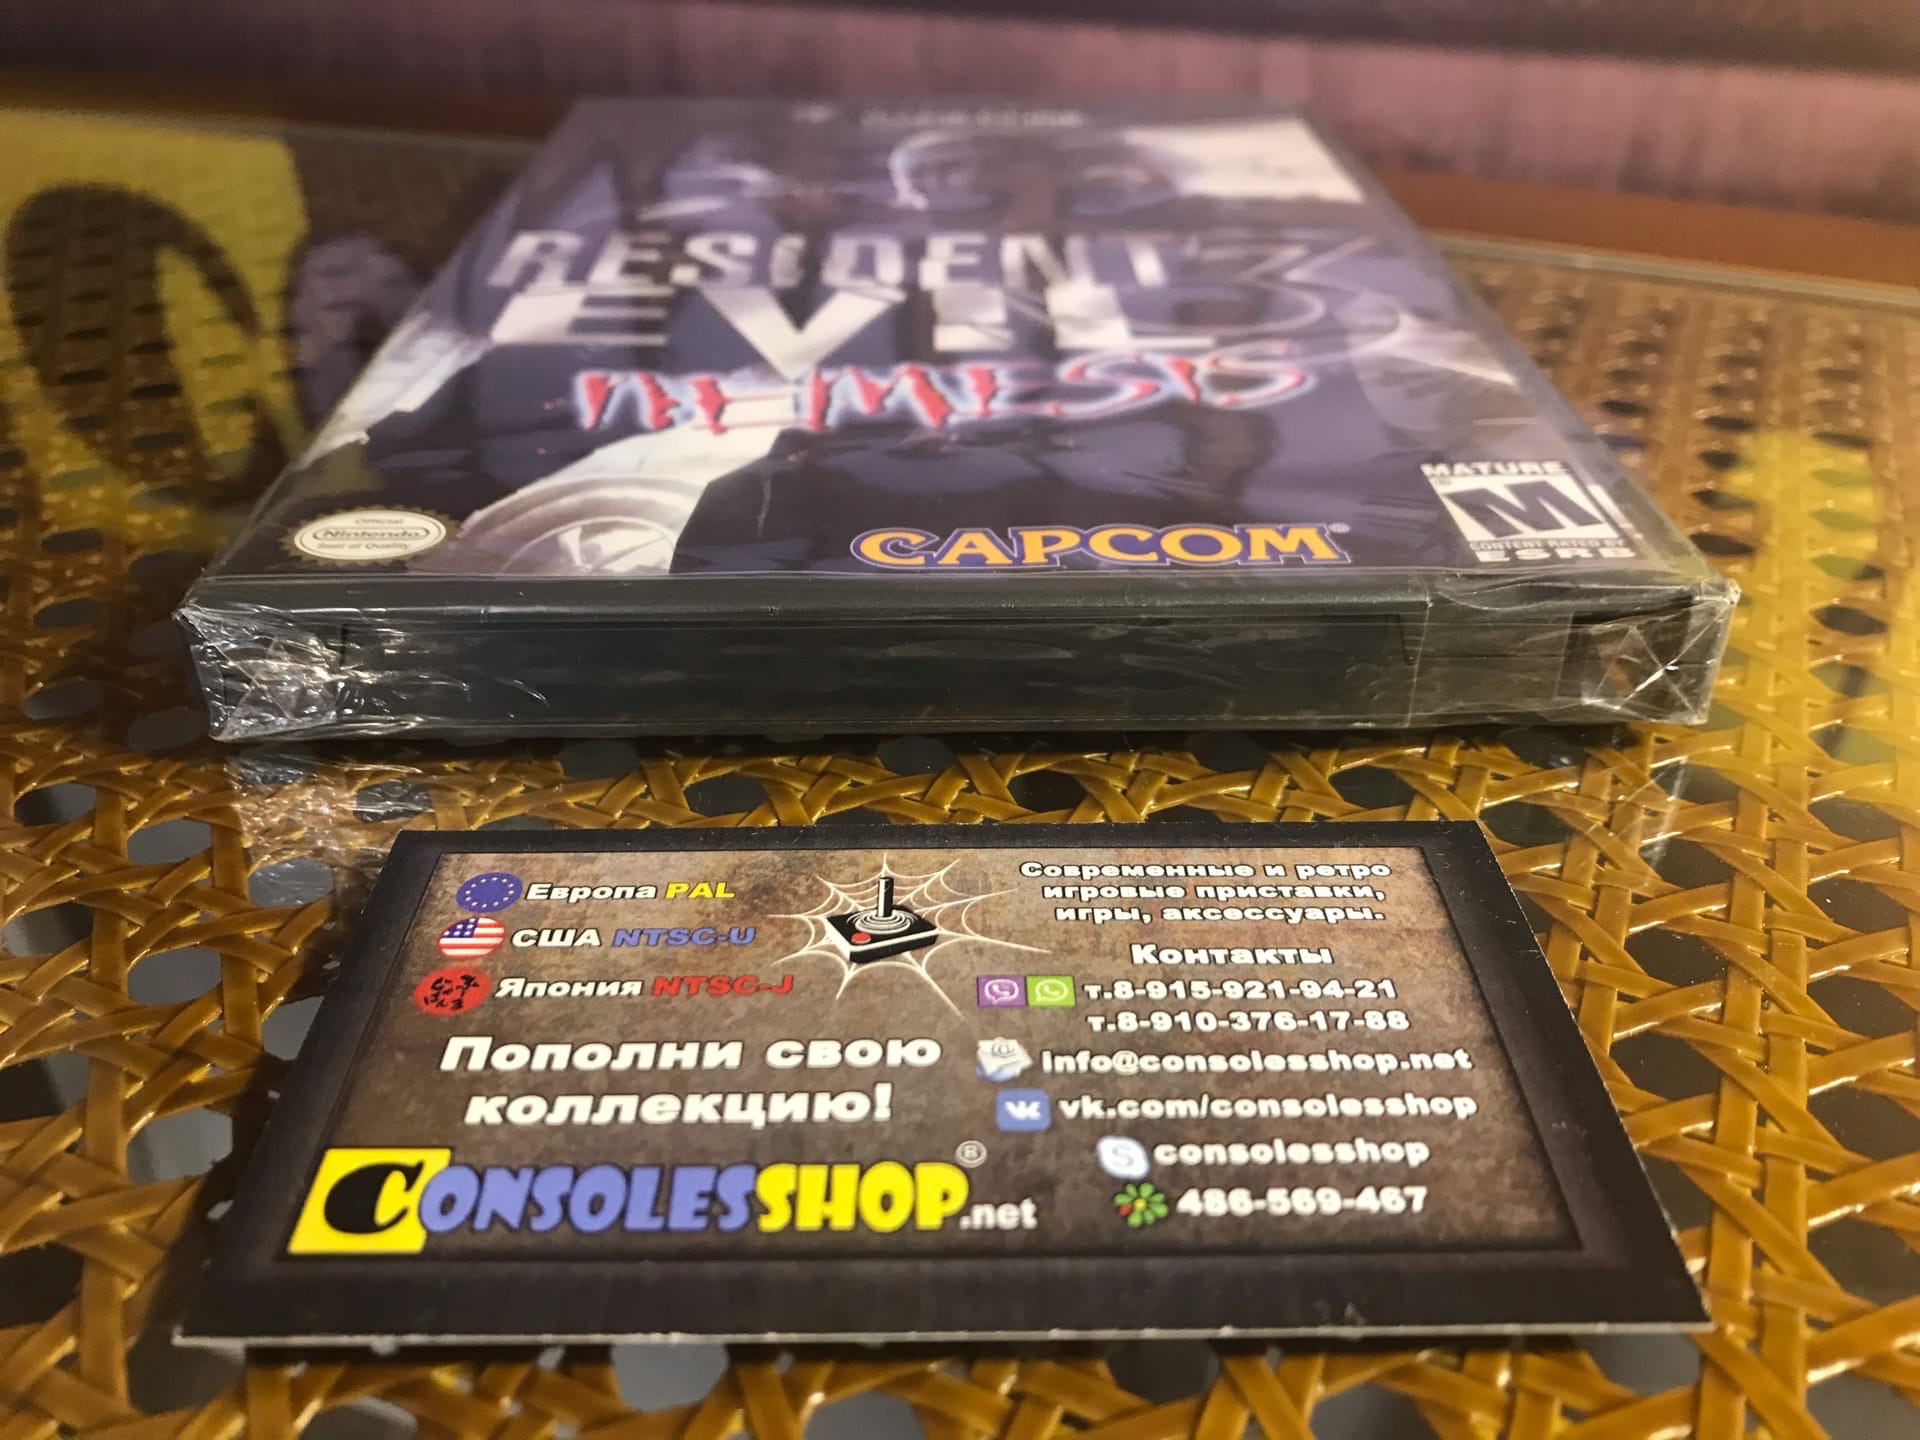 RESIDENT
EVIL 3
NEMESIS
Official
Nintendo
Seal of Quality
CAPCOM®
MATURE
M
CONTENT RATED BY
ESRB
Европа PAL
США NTSC-U
Япония NTSC-J
Пополни свою
коллекцию!
CONSOLESSHOP.net ®
Современные и ретро
игровые приставки,
игры, аксессуары.
Контакты
т.8-915-921-94-21
т.8-910-376-17-88
info@consolesshop.net
vk.com/consolesshop
consolesshop
486-569-467